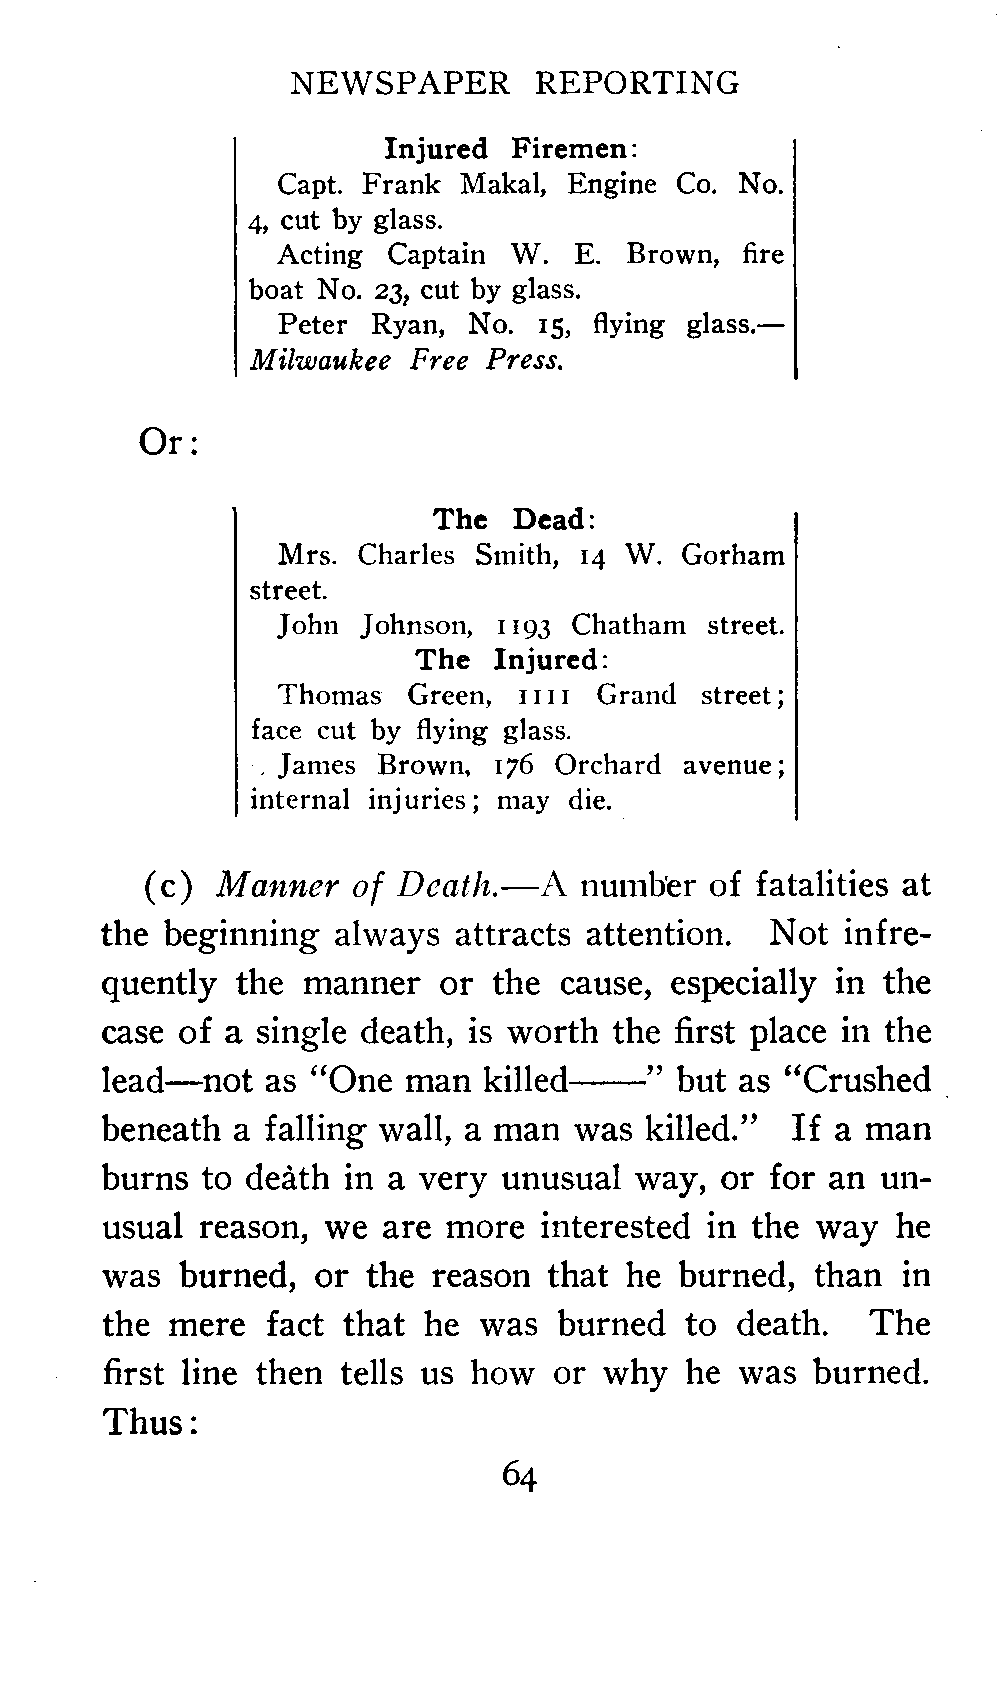 NEWSPAPER REPORTING
Injured Firemen:
Capt. Frank Makal, Engine Co. No.
4, cut by glass.
Acting Captain W. E. Brown, fire
boat No. 23, cut by glass.
Peter Ryan, No. 15, flying glass.—
Milwaukee Free Press.
Or:
The Dead:
Mrs. Charles Smith, 14 W. Gorham
street.
John Johnson, 1193 Chatham street.
The Injured:
Thomas Green, 1111 Grand street;
face cut by flying glass.
James Brown, 176 Orchard avenue;
internal injuries; may die.
(c) Manner of Death.—A number of fatalities at
the beginning always attracts attention. Not infre-
quently the manner or the cause, especially in the
case of a single death, is worth the first place in the
lead—not as “One man killed——” but as “Crushed
beneath a falling wall, a man was killed.” If a man
burns to death in a very unusual way, or for an un-
usual reason, we are more interested in the way he
was burned, or the reason that he burned, than in
the mere fact that he was burned to death. The
first line then tells us how or why he was burned.
Thus:
64